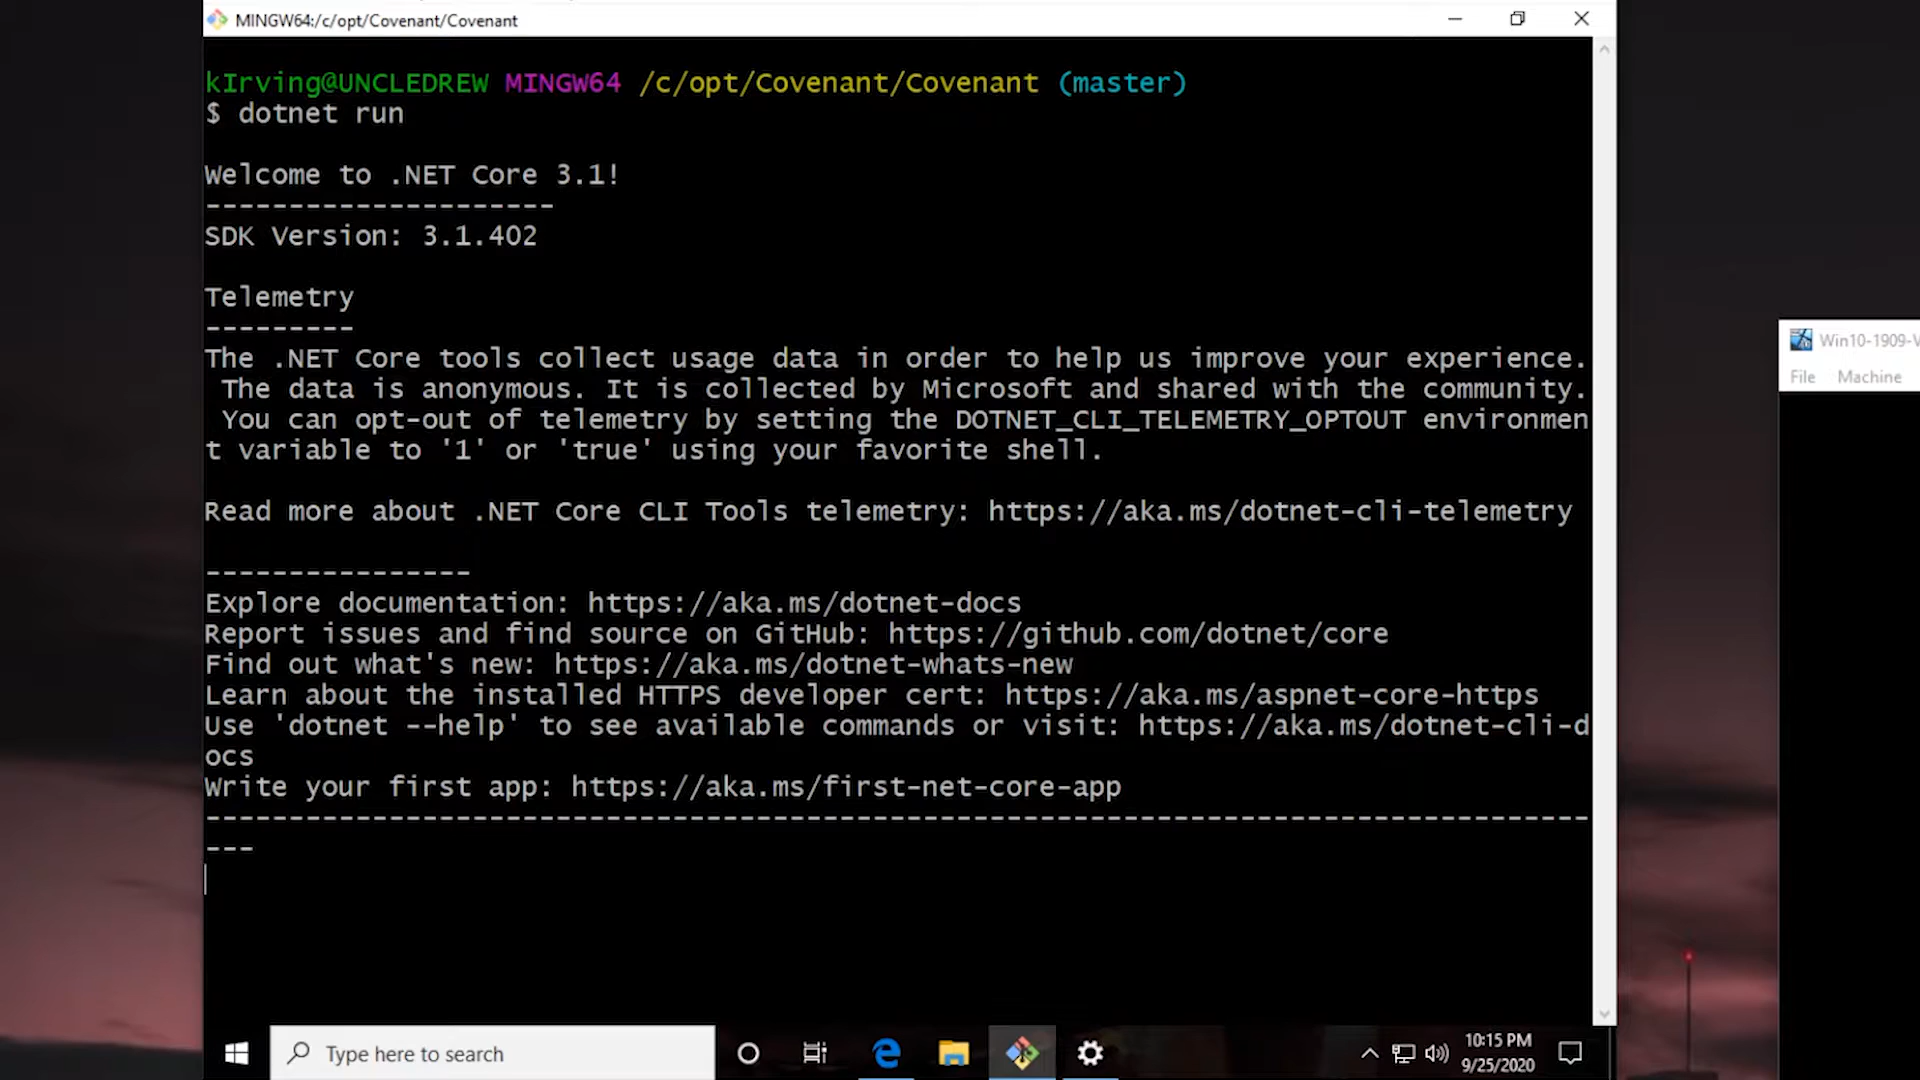 MINGW64:/c/opt/Covenant/Covenant
kIrving@UNCLEDREW MINGW64 /c/opt/Covenant/Covenant (master)
$ dotnet run
Welcome to .NET Core 3.1!
---------------------
SDK Version: 3.1.402
Telemetry
---------
The .NET Core tools collect usage data in order to help us improve your experience.
The data is anonymous. It is collected by Microsoft and shared with the community.
You can opt-out of telemetry by setting the DOTNET_CLI_TELEMETRY_OPTOUT environmen
t variable to '1' or 'true' using your favorite shell.
Read more about .NET Core CLI Tools telemetry: https://aka.ms/dotnet-cli-telemetry
----------------
Explore documentation: https://aka.ms/dotnet-docs
Report issues and find source on GitHub: https://github.com/dotnet/core
Find out what's new: https://aka.ms/dotnet-whats-new
Learn about the installed HTTPS developer cert: https://aka.ms/aspnet-core-https
Use 'dotnet --help' to see available commands or visit: https://aka.ms/dotnet-cli-d
ocs
Write your first app: https://aka.ms/first-net-core-app
-----------------------------------------------------------------------------------
---
Win10-1909-V
File Machine
Type here to search
10:15 PM
9/25/2020